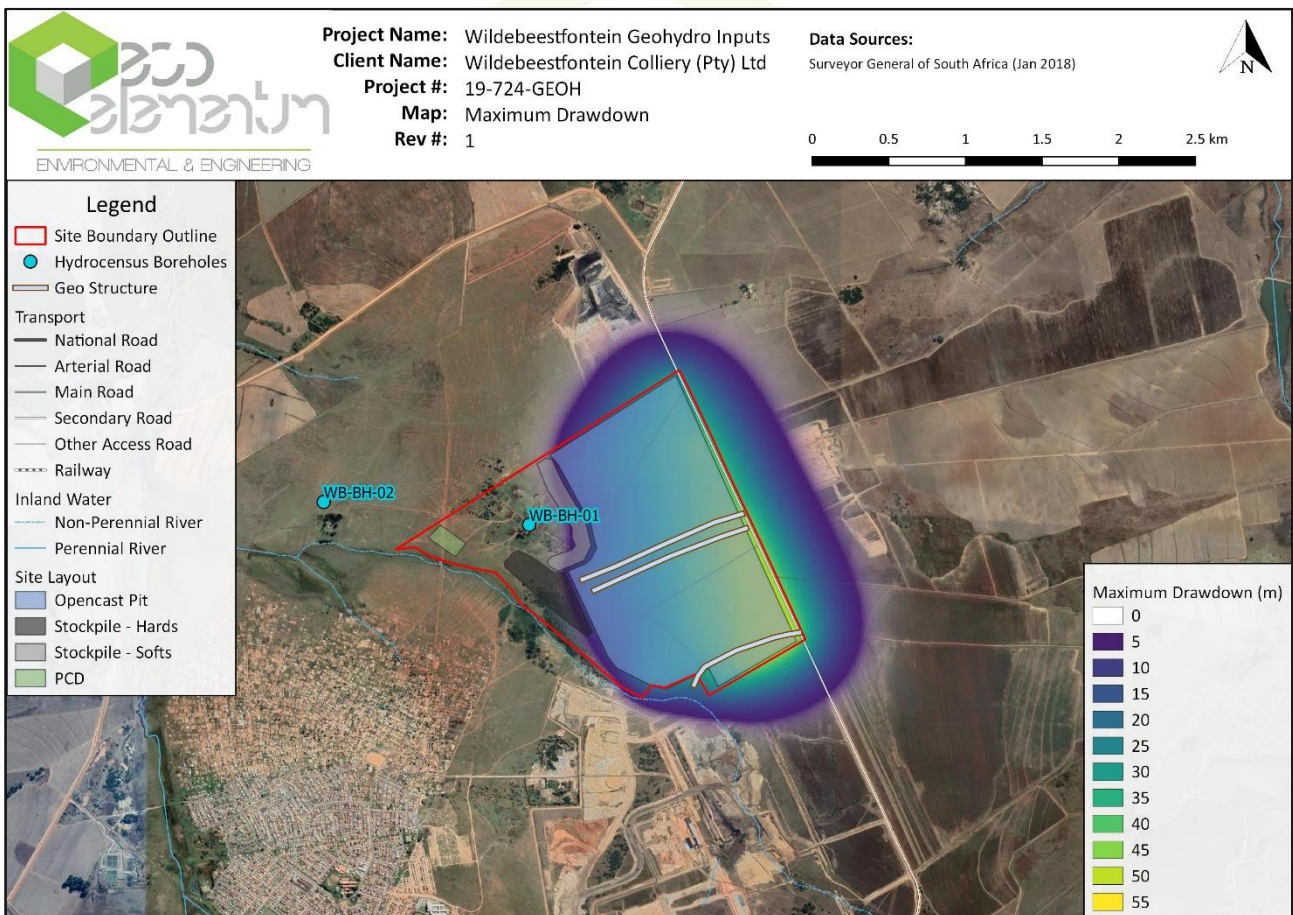 eco
elementum
ENVIRONMENTAL & ENGINEERING
Project Name: Wildebeestfontein Geohydro Inputs
Client Name: Wildebeestfontein Colliery (Pty) Ltd
Project #: 19-724-GEOH
Map: Maximum Drawdown
Rev #: 1
Data Sources:
Surveyor General of South Africa (Jan 2018)
N
0 0.5 1 1.5 2 2.5 km
Legend
Site Boundary Outline
Hydrocensus Boreholes
Geo Structure
Transport
National Road
Arterial Road
Main Road
Secondary Road
Other Access Road
Railway
Inland Water
Non-Perennial River
Perennial River
Site Layout
Opencast Pit
Stockpile - Hards
Stockpile - Softs
PCD
WB-BH-02
WB-BH-01
Maximum Drawdown (m)
0
5
10
15
20
25
30
35
40
45
50
55